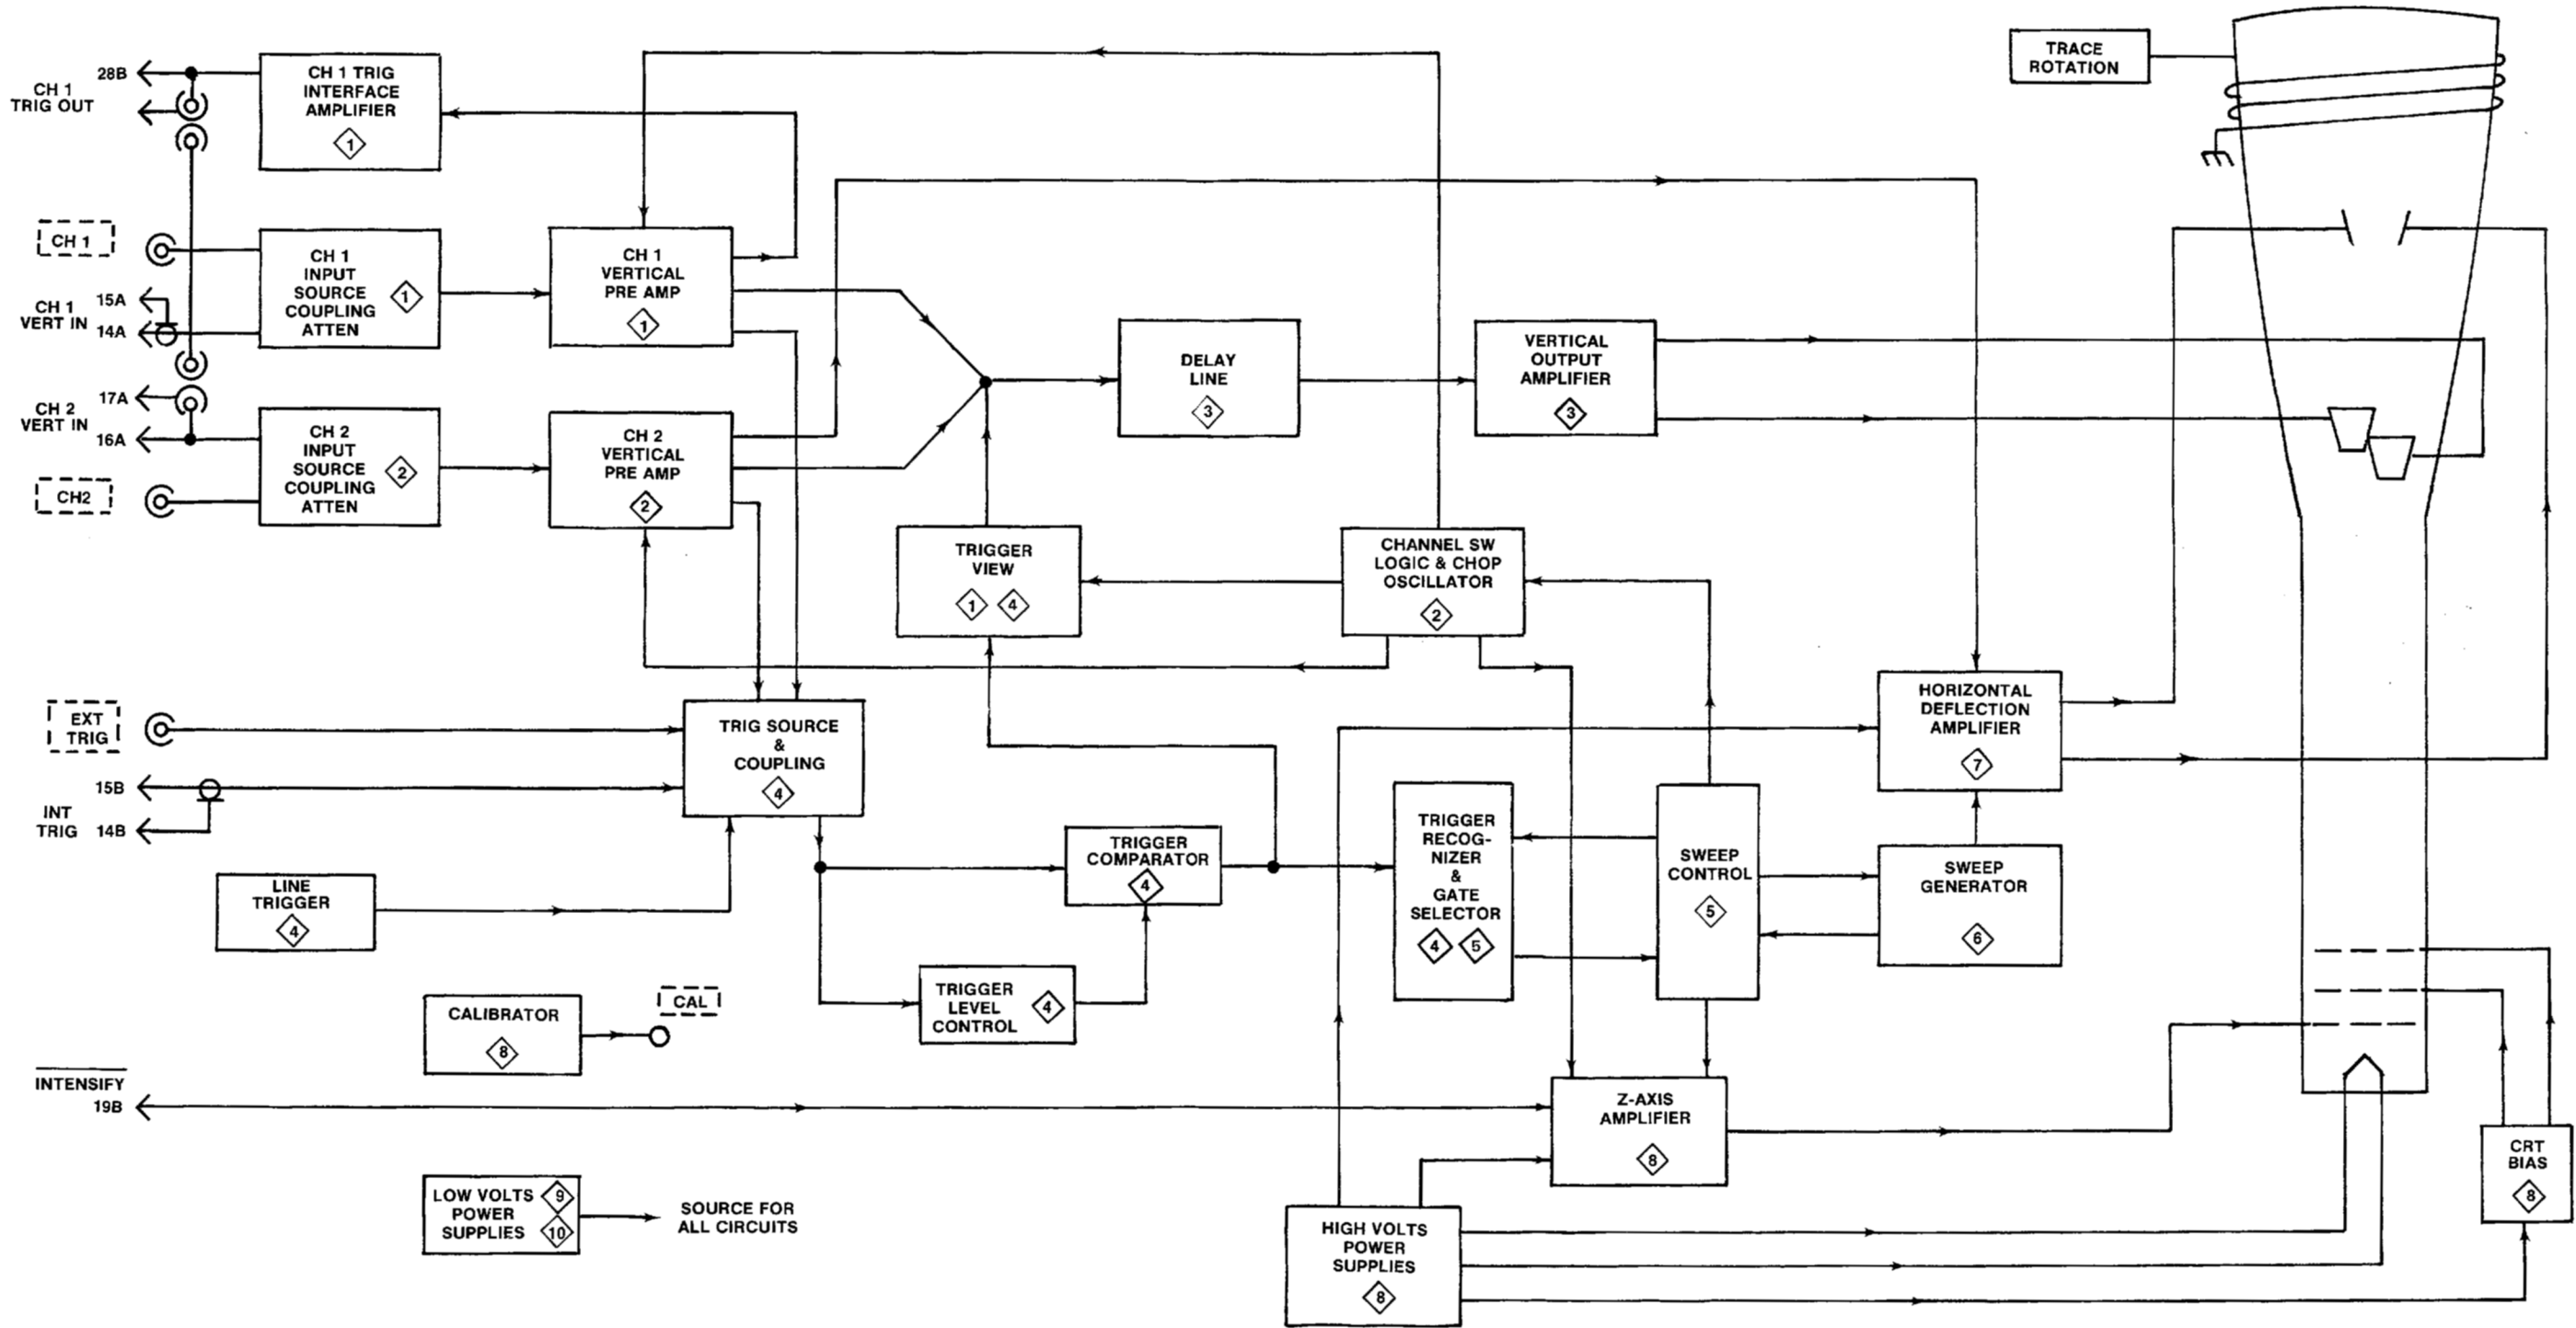 28B
CH 1
TRIG OUT
CH 1 TRIG
INTERFACE
AMPLIFIER
1
TRACE
ROTATION
CH 1
CH 1
INPUT
SOURCE
COUPLING
ATTEN
1
CH 1
VERT IN
15A
14A
CH 1
VERTICAL
PRE AMP
1
17A
CH 2
VERT IN
16A
CH2
CH 2
INPUT
SOURCE
COUPLING
ATTEN
2
CH 2
VERTICAL
PRE AMP
2
DELAY
LINE
3
VERTICAL
OUTPUT
AMPLIFIER
3
TRIGGER
VIEW
1 4
CHANNEL SW
LOGIC & CHOP
OSCILLATOR
2
EXT
TRIG
15B
INT
TRIG
14B
TRIG SOURCE
&
COUPLING
4
HORIZONTAL
DEFLECTION
AMPLIFIER
7
LINE
TRIGGER
4
TRIGGER
COMPARATOR
4
TRIGGER
RECOG-
NIZER
&
GATE
SELECTOR
4 5
SWEEP
CONTROL
5
SWEEP
GENERATOR
6
CALIBRATOR
8
CAL
TRIGGER
LEVEL
CONTROL
4
INTENSIFY
19B
Z-AXIS
AMPLIFIER
8
CRT
BIAS
8
LOW VOLTS
POWER
SUPPLIES
9
10
SOURCE FOR
ALL CIRCUITS
HIGH VOLTS
POWER
SUPPLIES
8